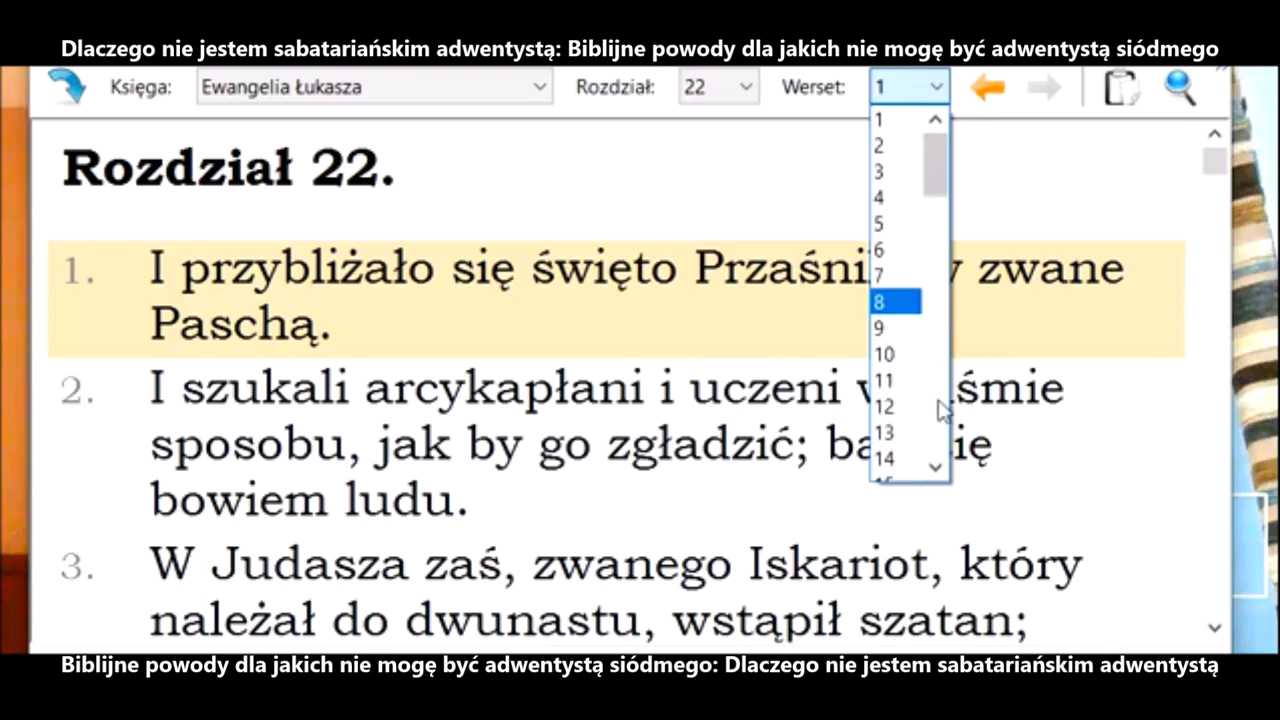 Dlaczego nie jestem sabatariańskim adwentystą: Biblijne powody dla jakich nie mogę być adwentystą siódmego
Księga: Ewangelia Łukasza Rozdział: 22 Werset: 1
1
2
3
4
5
6
7
8
9
10
11
12
13
14
Rozdział 22.
1. I przybliżało się święto zwane
Paschą.
2. I szukali arcykapłani i uczeni
sposobu, jak by go zgładzić;
bowiem ludu.
3. W Judasza zaś, zwanego Iskariot, który
należał do dwunastu, wstąpił szatan;
Biblijne powody dla jakich nie mogę być adwentystą siódmego: Dlaczego nie jestem sabatariańskim adwentystą